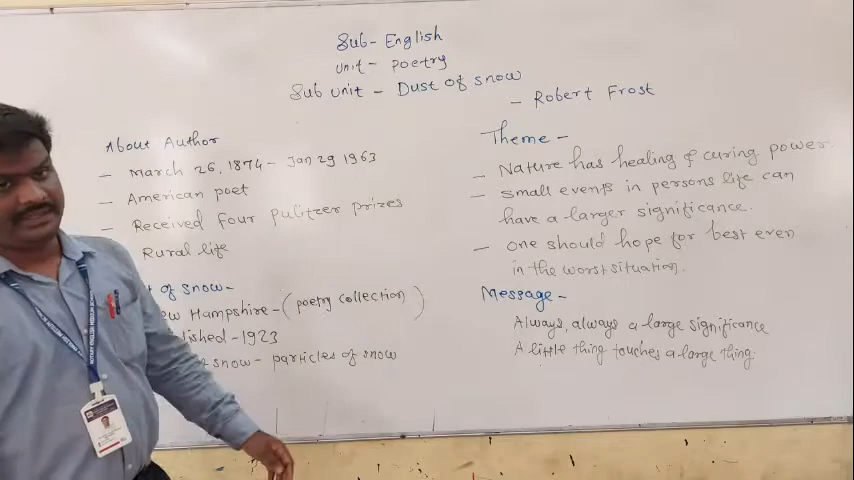 Sub- English
Unit- poetry
Sub unit - Dust of snow
- Robert Frost
About Author
- March 26, 1874- Jan 29 1963
- American poet
- Received four pulitzer prizes
Rural life
t of snow-
ew Hampshire-(poetry collection)
lished-1923
snow- particles of snow
Theme-
- Nature has healing & curing power.
- small events in persons life can
have a larger significance.
- one should hope for best even
in the worst situation.
Message-
Always, always a large significance
A little thing touches a large thing.